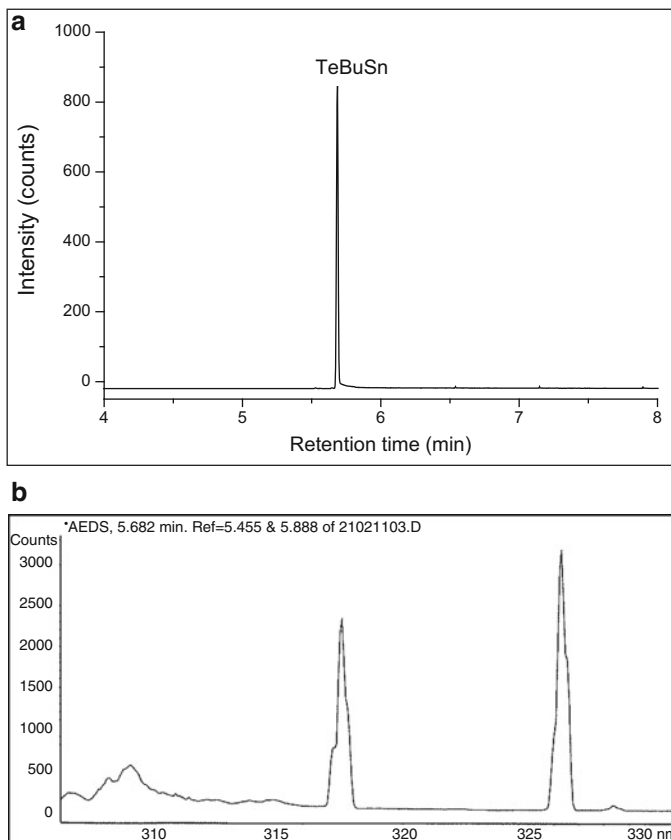 a
1000
TeBuSn
800
600
400
200
0
Intensity (counts)
4 5 6 7 8
Retention time (min)
b
*AEDS, 5.682 min. Ref=5.455 & 5.888 of 21021103.D
Counts
3000
2500
2000
1500
1000
500
0
310 315 320 325 330 nm